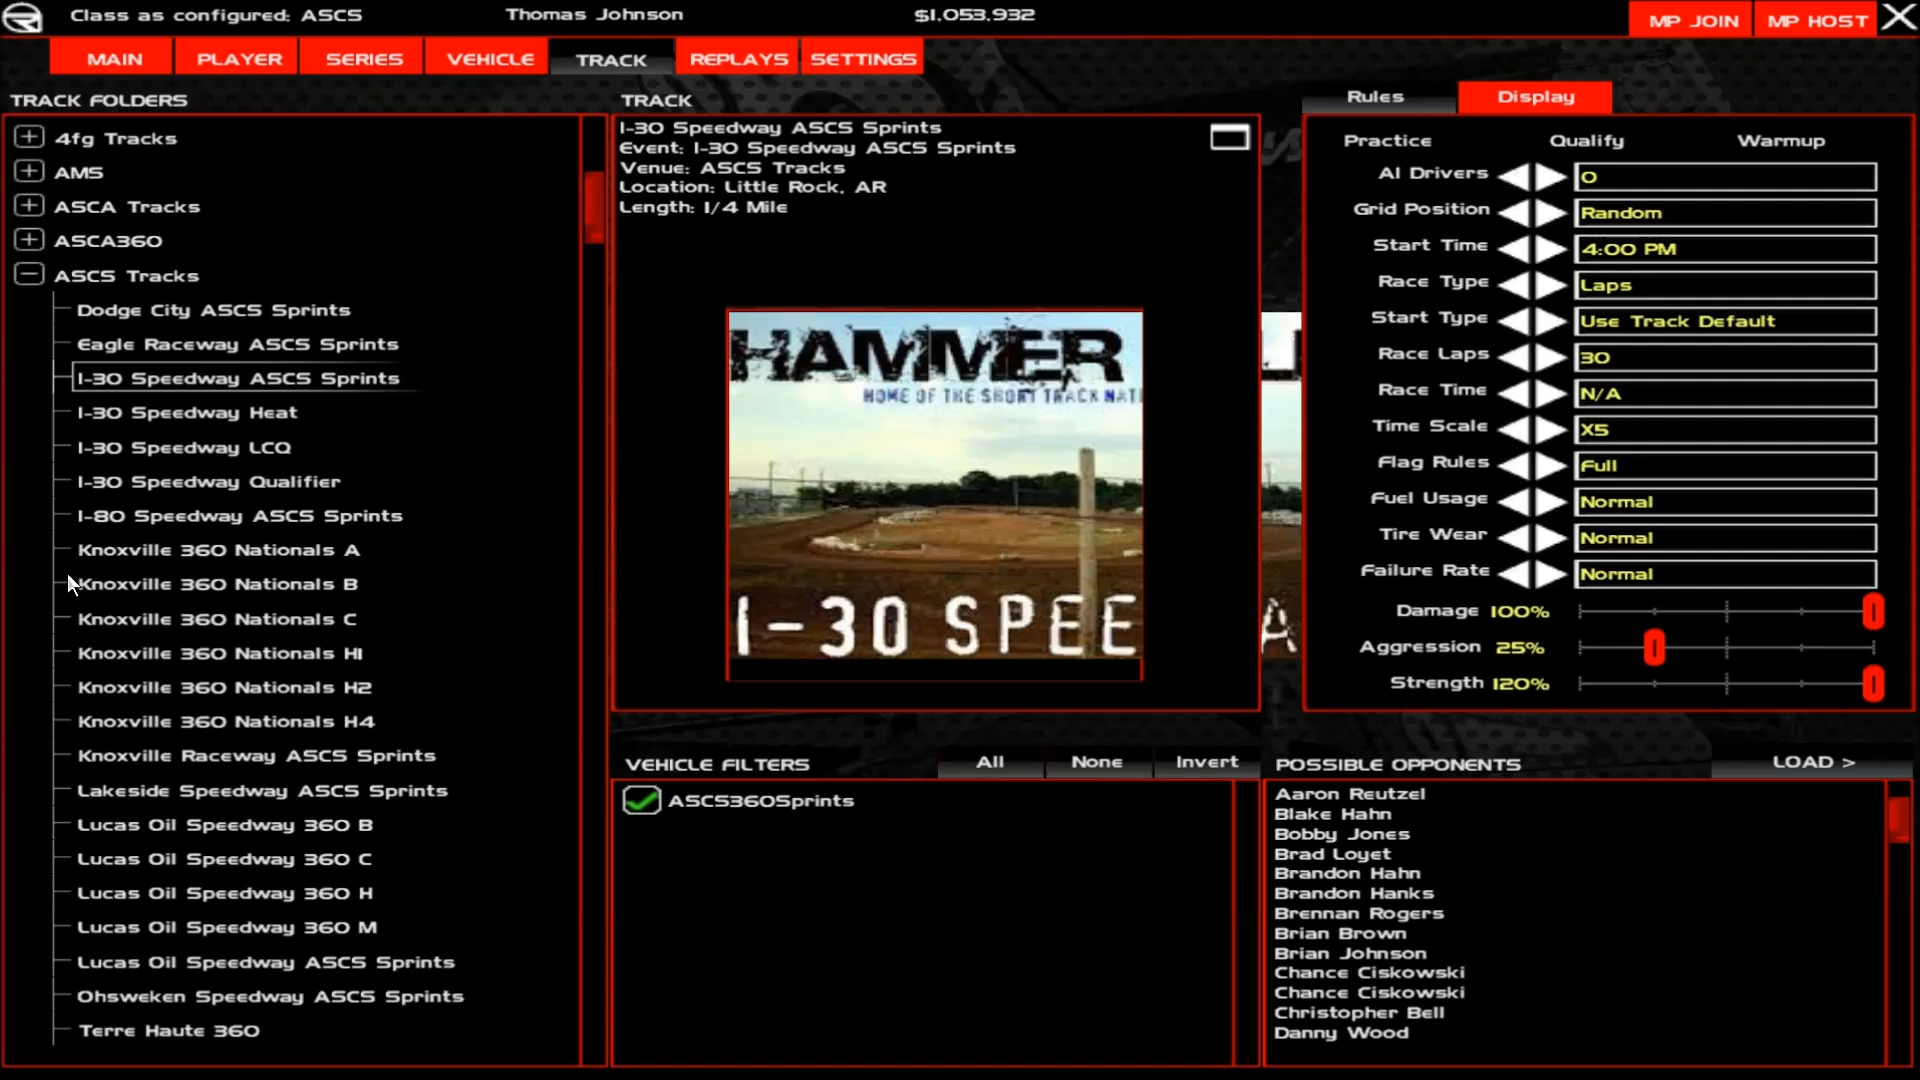 Class as configured: ASCS
Thomas Johnson
$1,053,932
MP JOIN
MP HOST
MAIN
PLAYER
SERIES
VEHICLE
TRACK
REPLAYS
SETTINGS
TRACK FOLDERS
4fg Tracks
AMS
ASCA Tracks
ASCA360
ASCS Tracks
Dodge City ASCS Sprints
Eagle Raceway ASCS Sprints
I-30 Speedway ASCS Sprints
I-30 Speedway Heat
I-30 Speedway LCQ
I-30 Speedway Qualifier
I-80 Speedway ASCS Sprints
Knoxville 360 Nationals A
Knoxville 360 Nationals B
Knoxville 360 Nationals C
Knoxville 360 Nationals H1
Knoxville 360 Nationals H2
Knoxville 360 Nationals H4
Knoxville Raceway ASCS Sprints
Lakeside Speedway ASCS Sprints
Lucas Oil Speedway 360 B
Lucas Oil Speedway 360 C
Lucas Oil Speedway 360 H
Lucas Oil Speedway 360 M
Lucas Oil Speedway ASCS Sprints
Ohsweken Speedway ASCS Sprints
Terre Haute 360
TRACK
I-30 Speedway ASCS Sprints
Event: I-30 Speedway ASCS Sprints
Venue: ASCS Tracks
Location: Little Rock, AR
Length: 1/4 Mile
HAMMER
HOME OF THE SHORT TRACK NATI
I-30 SPEE
Rules
Display
Practice
Qualify
Warmup
AI Drivers 0
Grid Position Random
Start Time 4:00 PM
Race Type Laps
Start Type Use Track Default
Race Laps 30
Race Time N/A
Time Scale X5
Flag Rules Full
Fuel Usage Normal
Tire Wear Normal
Failure Rate Normal
Damage 100%
Aggression 25%
Strength 120%
VEHICLE FILTERS
All
None
Invert
ASCS360Sprints
POSSIBLE OPPONENTS
LOAD >
Aaron Reutzel
Blake Hahn
Bobby Jones
Brad Loyet
Brandon Hahn
Brandon Hanks
Brennan Rogers
Brian Brown
Brian Johnson
Chance Ciskowski
Chance Ciskowski
Christopher Bell
Danny Wood